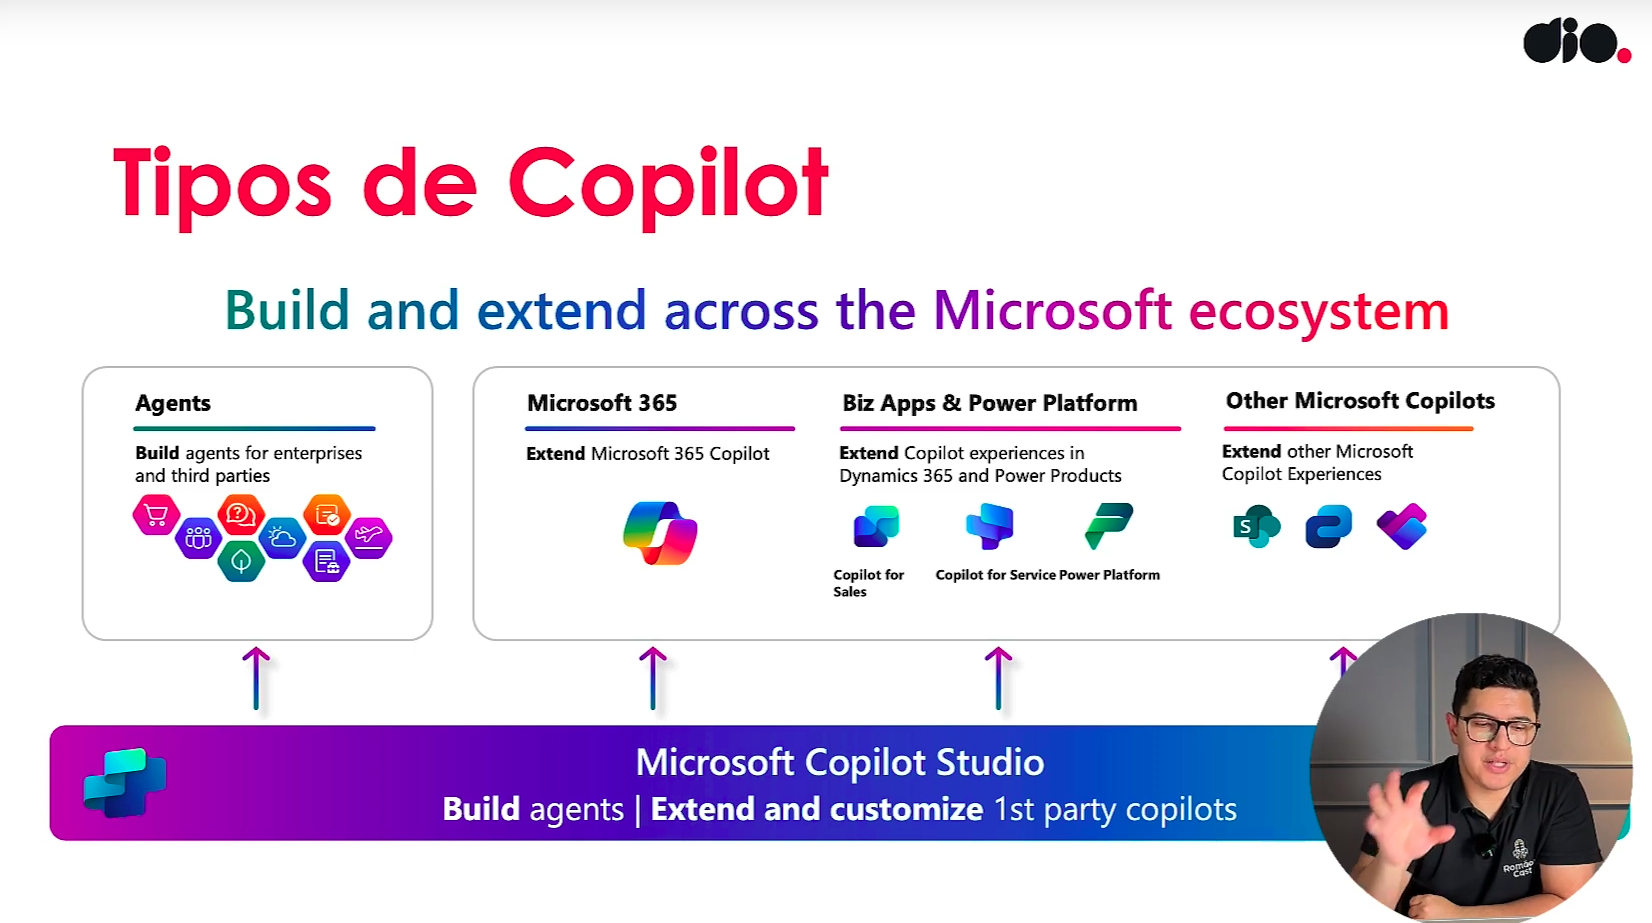 dio.
Tipos de Copilot
Build and extend across the Microsoft ecosystem
Agents
Build agents for enterprises
and third parties
Microsoft 365
Extend Microsoft 365 Copilot
Biz Apps & Power Platform
Extend Copilot experiences in
Dynamics 365 and Power Products
Copilot for
Sales
Copilot for Service
Power Platform
Other Microsoft Copilots
Extend other Microsoft
Copilot Experiences
S
Microsoft Copilot Studio
Build agents | Extend and customize 1st party copilots
Romão
Cast